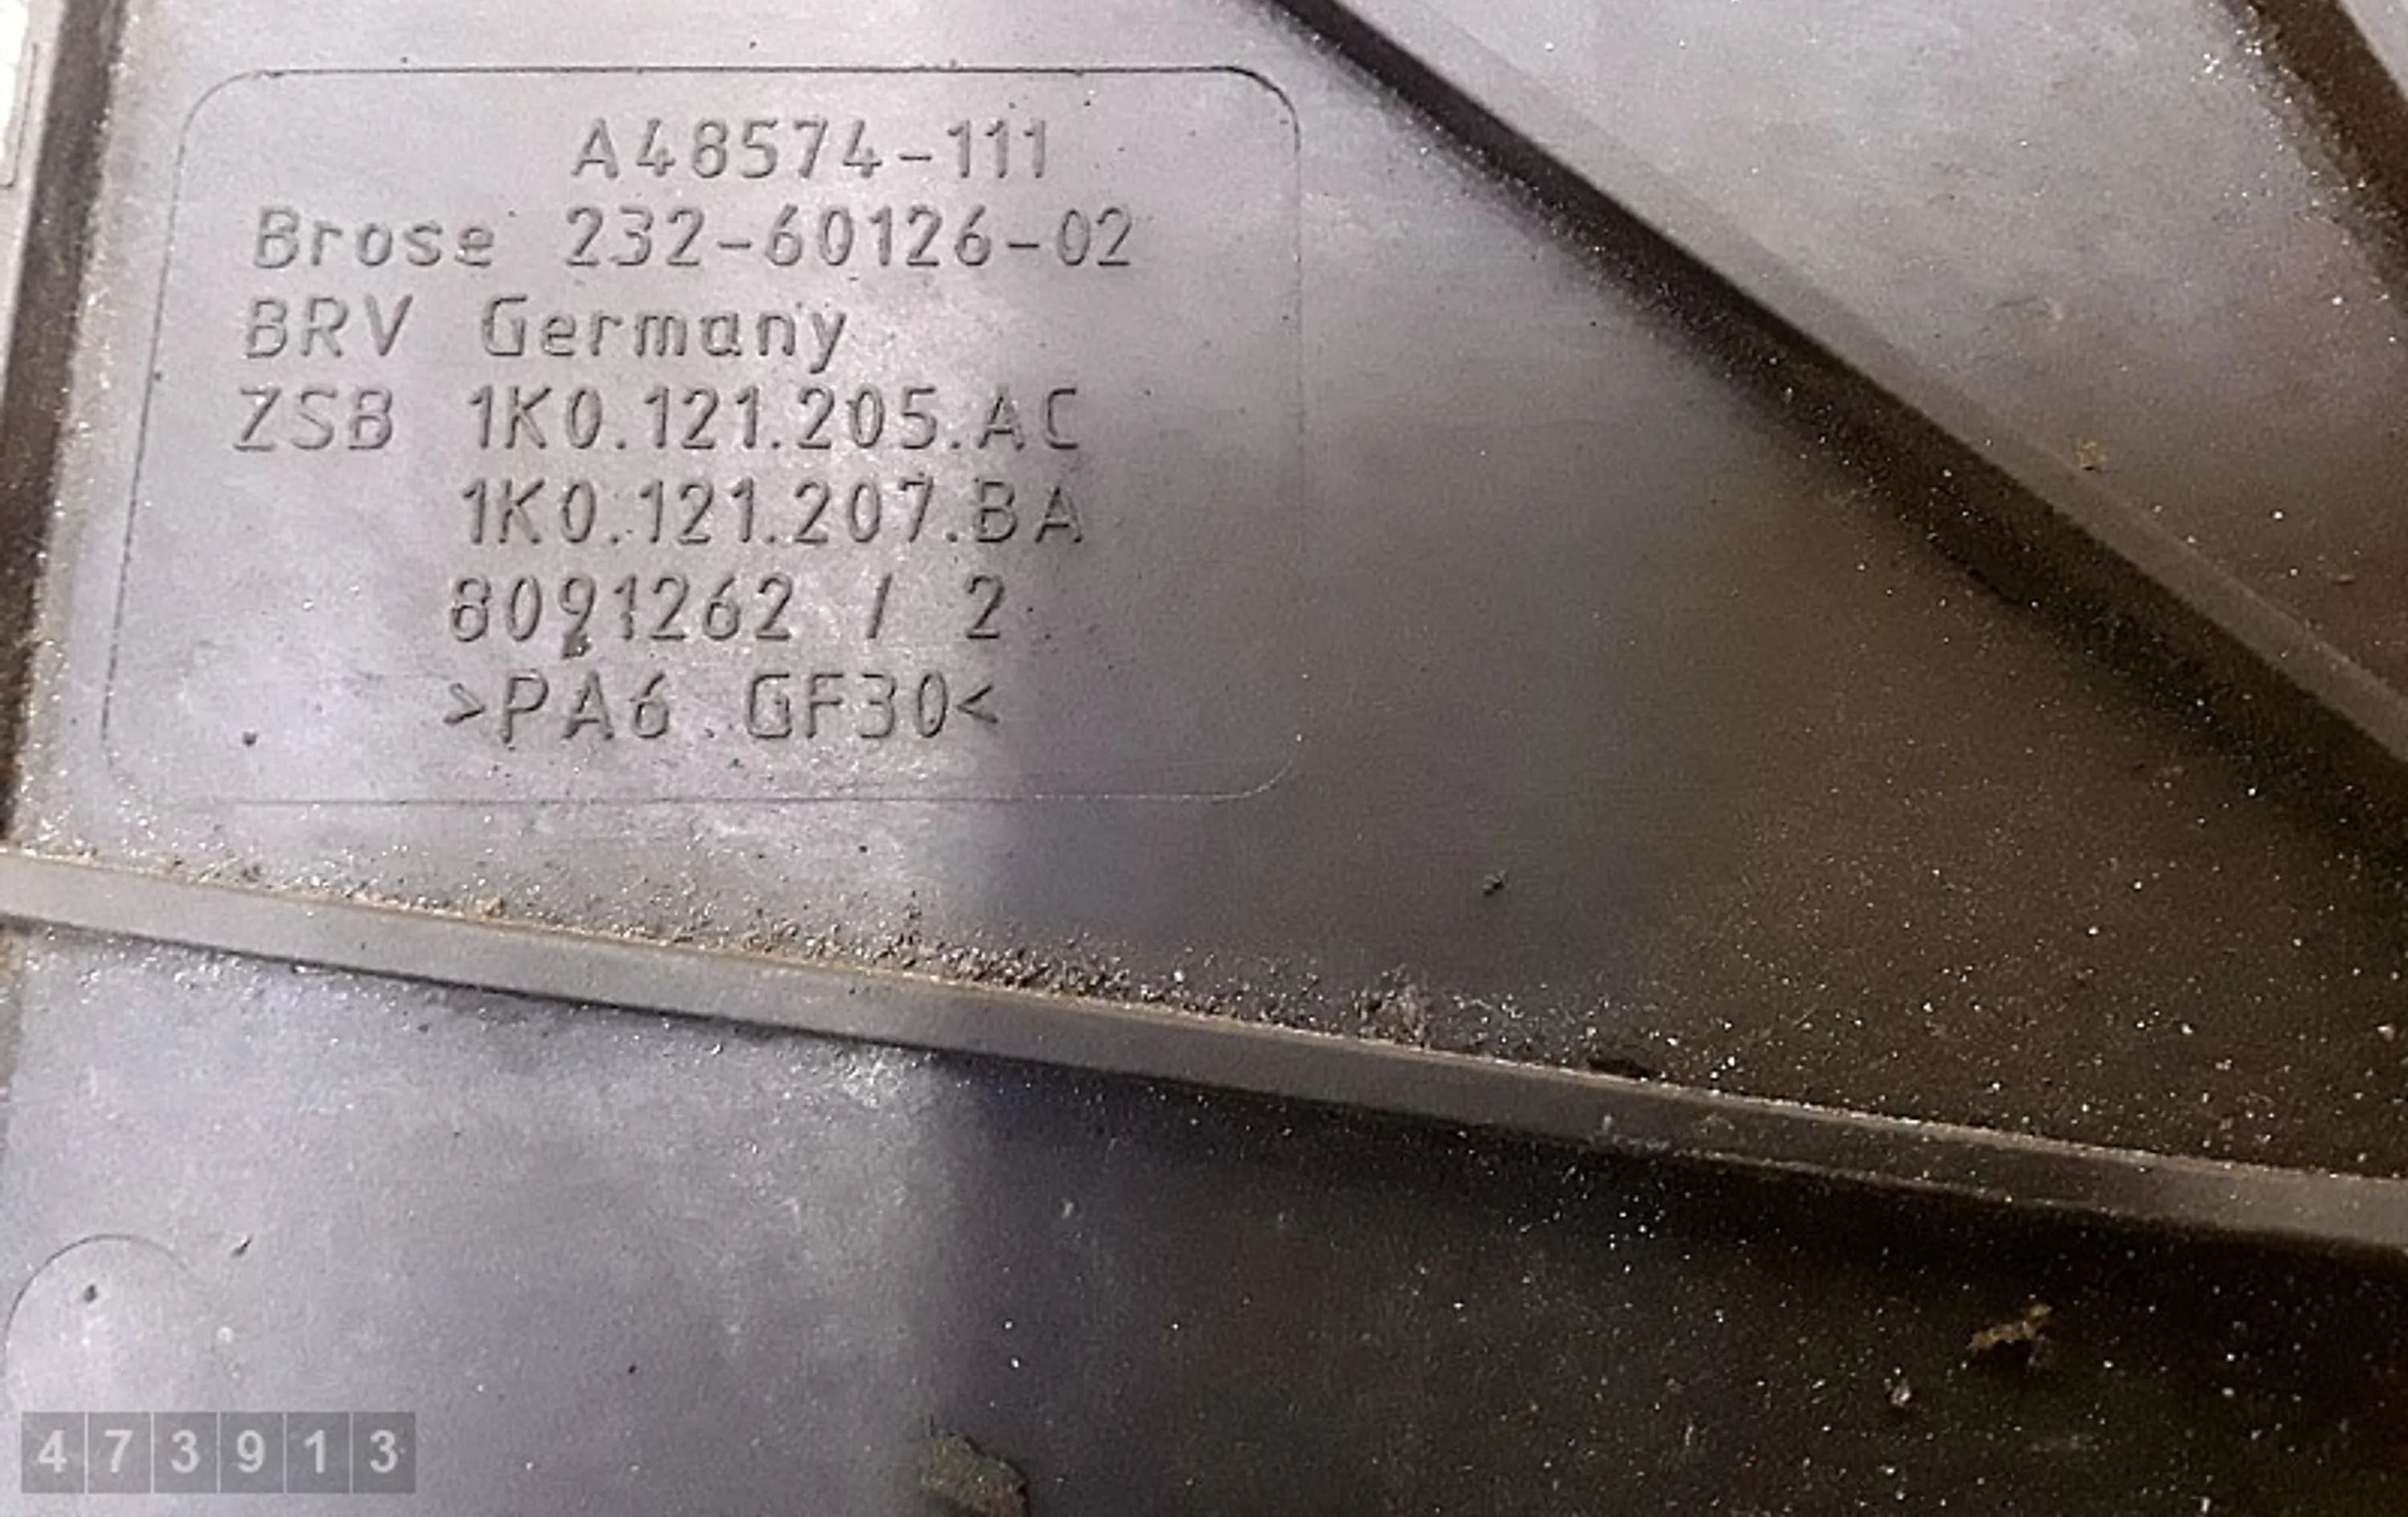 A48574-111
Brose 232-60126-02
BRV Germany
ZSB 1K0.121.205.AC
1K0.121.207.BA
8091262 / 2
>PA6.GF30<
473913